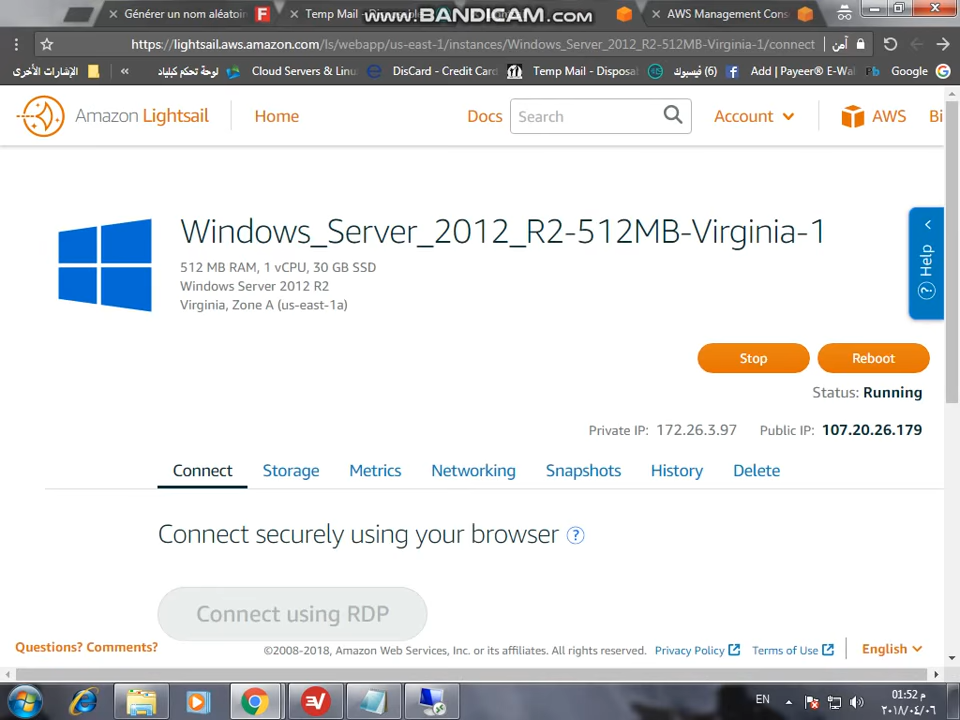 Générer un nom aléatoi
F
Temp Mail - Dis
www.BANDICAM.com
AWS Management Cons
https://lightsail.aws.amazon.com/ls/webapp/us-east-1/instances/Windows_Server_2012_R2-512MB-Virginia-1/connect
آمن
الإشارات الأخرى
«
لوحة تحكم كبلياد
Cloud Servers & Linu
DisCard - Credit Card
Temp Mail - Disposal
(6) فيسبوك
Add | Payeer® E-Wal
Google
Amazon Lightsail
Home
Docs
Search
Account
AWS
Bi
Windows_Server_2012_R2-512MB-Virginia-1
512 MB RAM, 1 vCPU, 30 GB SSD
Windows Server 2012 R2
Virginia, Zone A (us-east-1a)
? Help
Stop
Reboot
Status: Running
Private IP: 172.26.3.97
Public IP: 107.20.26.179
Connect
Storage
Metrics
Networking
Snapshots
History
Delete
Connect securely using your browser ?
Connect using RDP
Questions? Comments?
©2008-2018, Amazon Web Services, Inc. or its affiliates. All rights reserved.
Privacy Policy
Terms of Use
English
EN
01:52 م
٢٠١٨/٠٤/٠٦